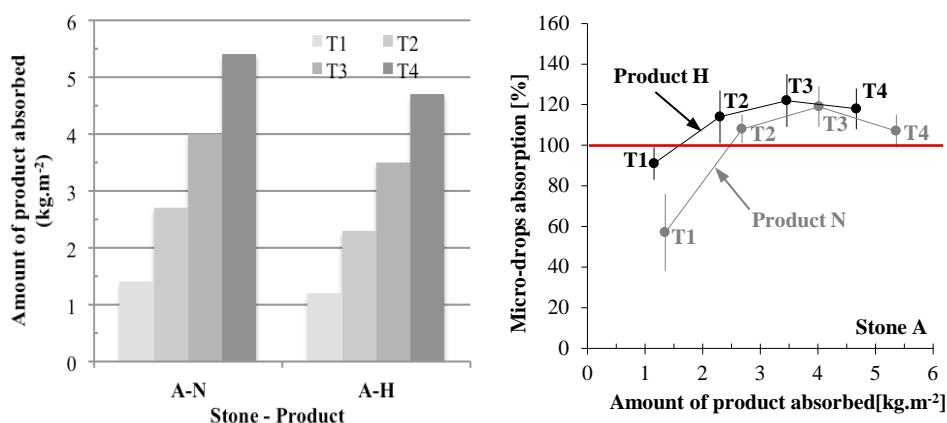 Amount of product absorbed
(kg.m-2)
6
5
4
3
2
1
0
T1 T2
T3 T4
A-N A-H
Stone - Product
Micro-drops absorption [%]
160
140
120
100
80
60
40
20
0
Product H
T1
T2
T3
T4
T1
T2
T3
T4
Product N
Stone A
0 1 2 3 4 5 6
Amount of product absorbed[kg.m-2]